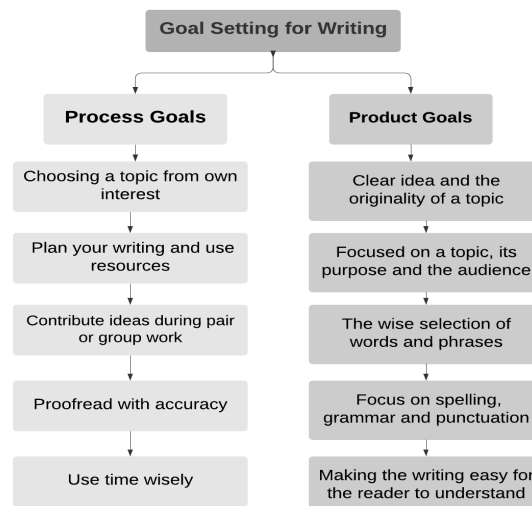 Goal Setting for Writing
Process Goals
Choosing a topic from own
interest
Plan your writing and use
resources
Contribute ideas during pair
or group work
Proofread with accuracy
Use time wisely
Product Goals
Clear idea and the
originality of a topic
Focused on a topic, its
purpose and the audience
The wise selection of
words and phrases
Focus on spelling,
grammar and punctuation
Making the writing easy for
the reader to understand